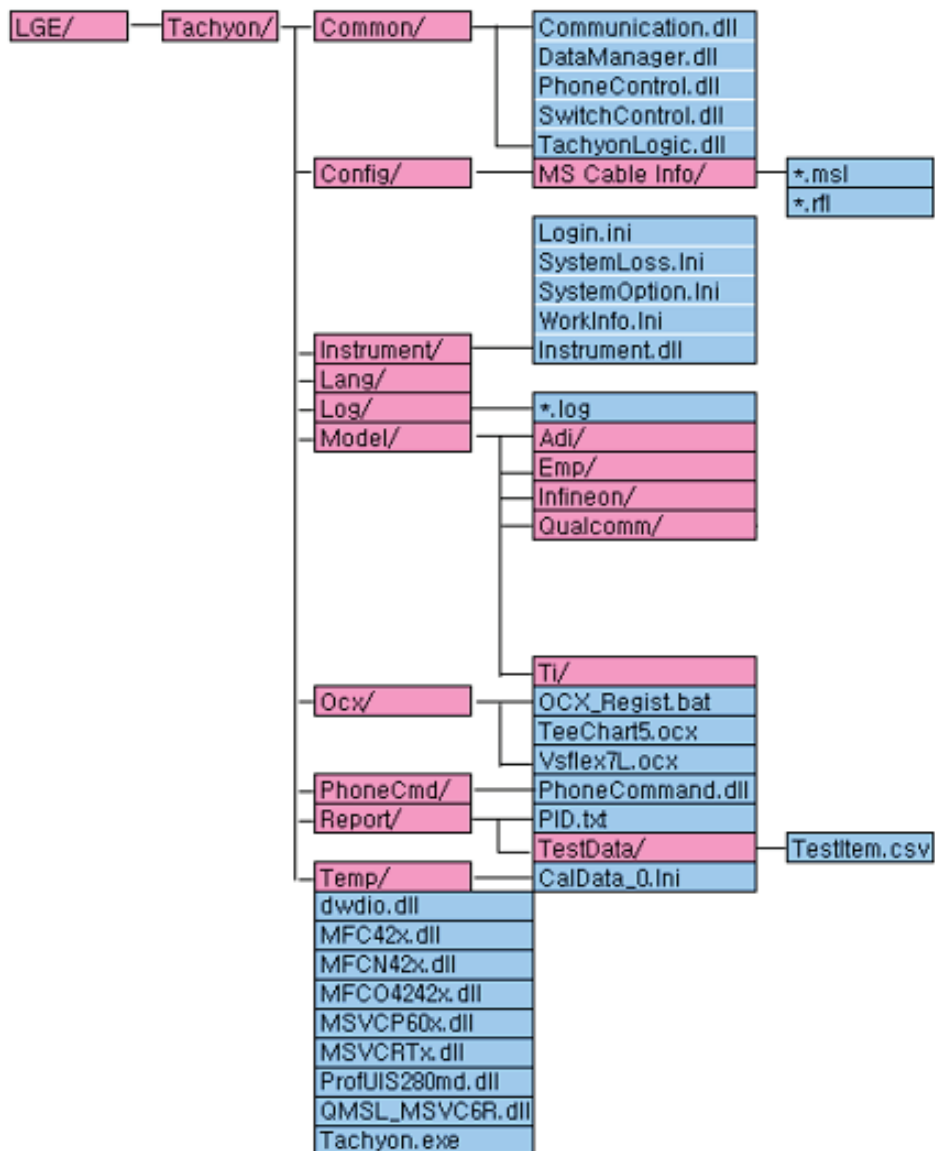 LGE/ Tachyon/ Common/ Communication.dll
DataManager.dll
PhoneControl.dll
SwitchControl.dll
TachyonLogic.dll
Config/ MS Cable Info/ *.msl
*.rfl
Login.ini
SystemLoss.Ini
SystemOption.Ini
WorkInfo.Ini
Instrument/ Instrument.dll
Lang/
Log/ *.log
Model/ Adi/
Emp/
Infineon/
Qualcomm/
Ti/
Ocx/ OCX_Regist.bat
TeeChart5.ocx
Vsflex7L.ocx
PhoneCmd/ PhoneCommand.dll
Report/ PID.txt
TestData/ TestItem.csv
Temp/ CalData_0.Ini
dwdio.dll
MFC42x.dll
MFCN42x.dll
MFCO4242x.dll
MSVCP60x.dll
MSVCRTx.dll
ProfUIS280md.dll
QMSL_MSVC6R.dll
Tachyon.exe